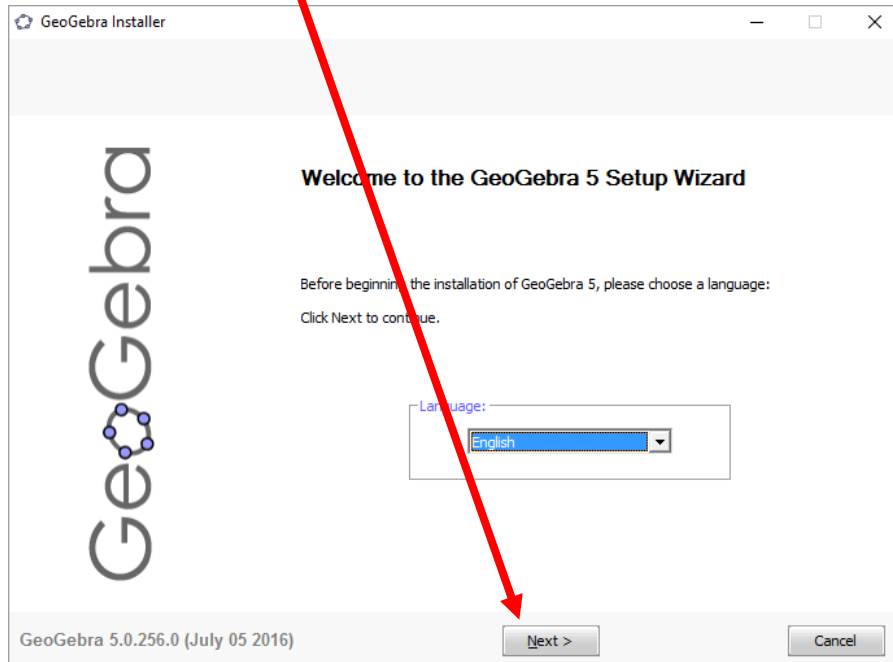 GeoGebra Installer
GeoGebra
Welcome to the GeoGebra 5 Setup Wizard
Before beginning the installation of GeoGebra 5, please choose a language:
Click Next to continue.
Language:
English
GeoGebra 5.0.256.0 (July 05 2016)
Next >
Cancel